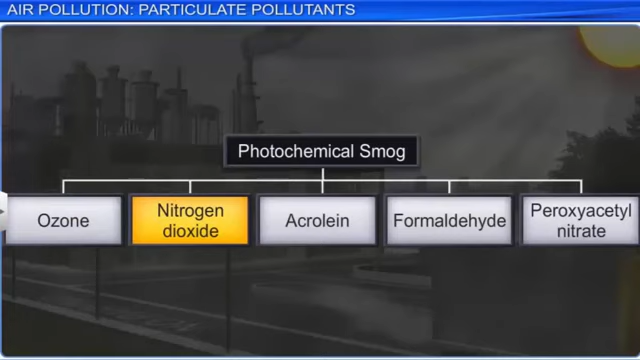 AIR POLLUTION: PARTICULATE POLLUTANTS
Photochemical Smog
Ozone
Nitrogen
dioxide
Acrolein
Formaldehyde
Peroxyacetyl
nitrate